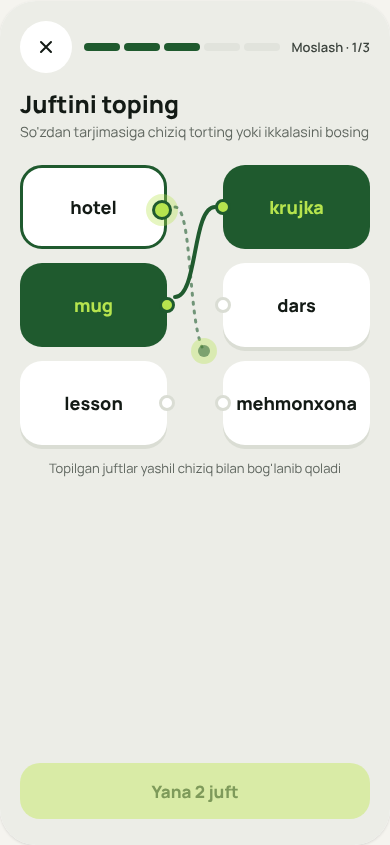 Moslash · 1/3
Juftini toping
So'zdan tarjimasiga chiziq torting yoki ikkalasini bosing
hotel
krujka
mug
dars
lesson
mehmonxona
Topilgan juftlar yashil chiziq bilan bog'lanib qoladi
Yana 2 juft